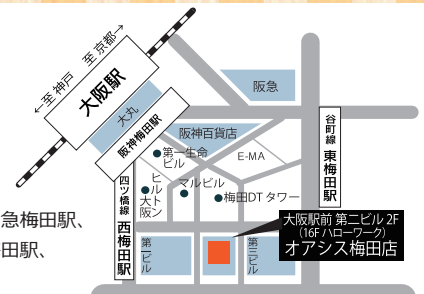 ←至神戸 至京都→
大阪駅
大丸
阪神梅田駅
阪急
阪神百貨店
第一生命
ビル
E-MA
ヒルトン
大阪
マルビル
梅田DTタワー
四ツ橋線 西梅田駅
谷町線 東梅田駅
第一ビル
第三ビル
大阪駅前 第二ビル 2F
(16F ハローワーク)
オアシス梅田店
急梅田駅、
田駅、